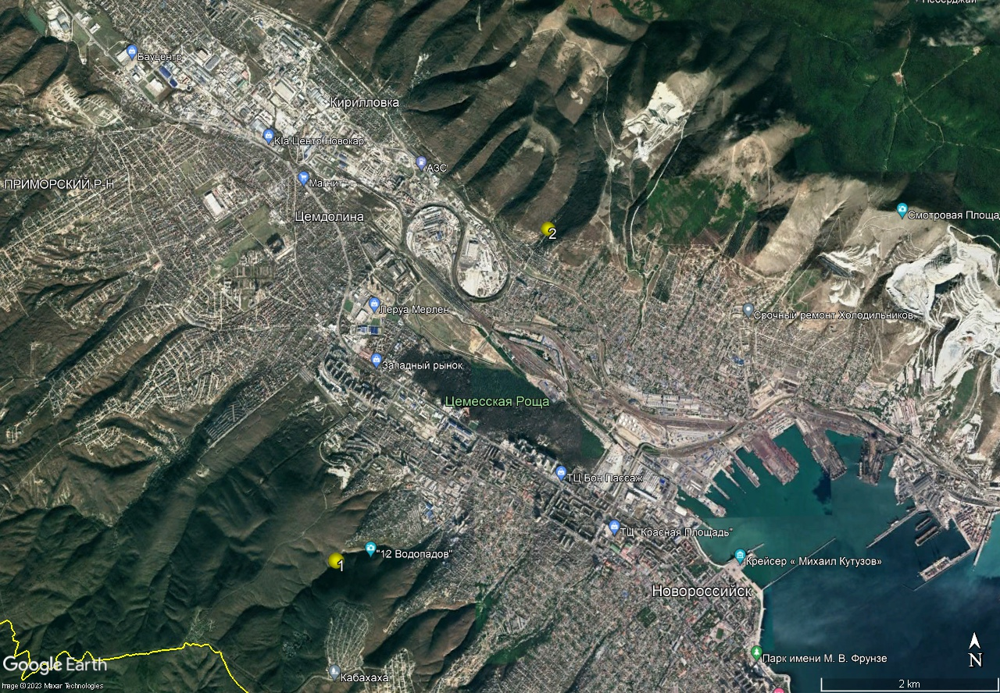 Неберджай
Бауцентр
Кирилловка
Kia Центр Новокар
АЗС
ПРИМОРСКИЙ Р-Н
Магнит
Цемдолина
Смотровая Площа
2
Леруа Мерлен
Срочный ремонт Холодильников...
Западный рынок
Цемесская Роща
ТЦ Бон Пассаж
ТЦ "Красная Площадь"
"12 Водопадов"
1
Крейсер « Михаил Кутузов»
Новороссийск
Парк имени М. В. Фрунзе
N
Google Earth
Кабахаха
Image © 2023 Maxar Technologies
2 km